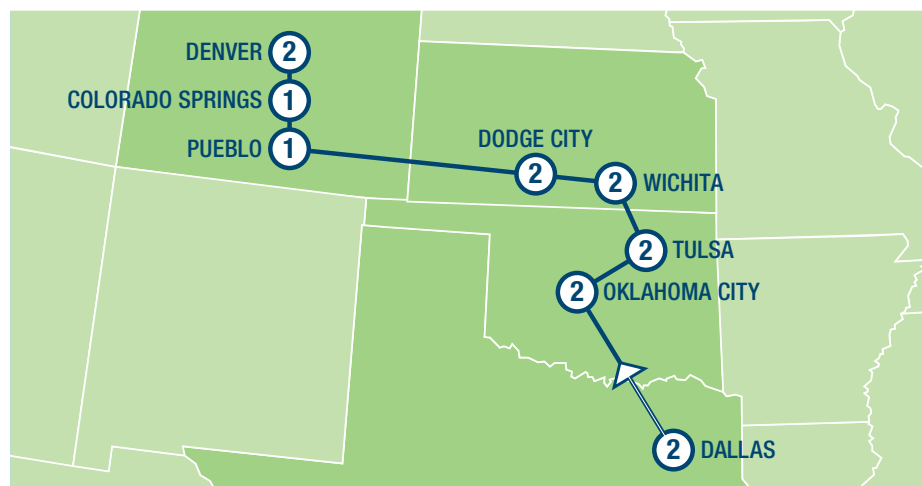 DENVER 2
COLORADO SPRINGS 1
PUEBLO 1
DODGE CITY
2
2 WICHITA
2 TULSA
2 OKLAHOMA CITY
2 DALLAS